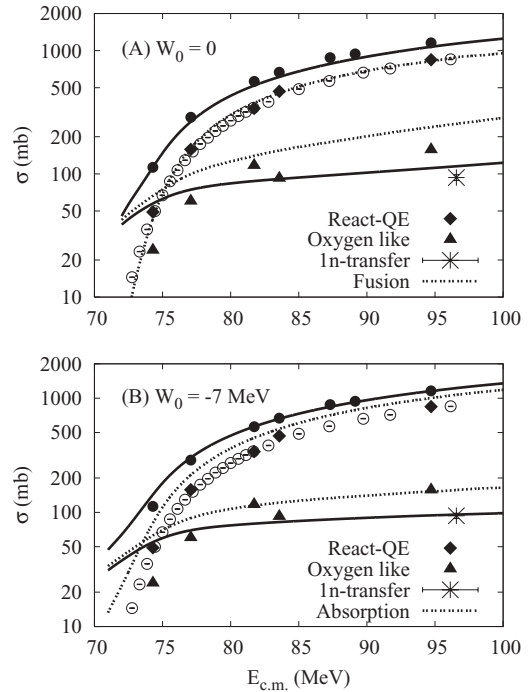 2000
1000
500
200
100
50
20
10
σ (mb)
(A) W₀ = 0
React-QE
Oxygen like
1n-transfer
Fusion
70 75 80 85 90 95 100
2000
1000
500
200
100
50
20
10
σ (mb)
(B) W₀ = -7 MeV
React-QE
Oxygen like
1n-transfer
Absorption
70 75 80 85 90 95 100
E_c.m. (MeV)